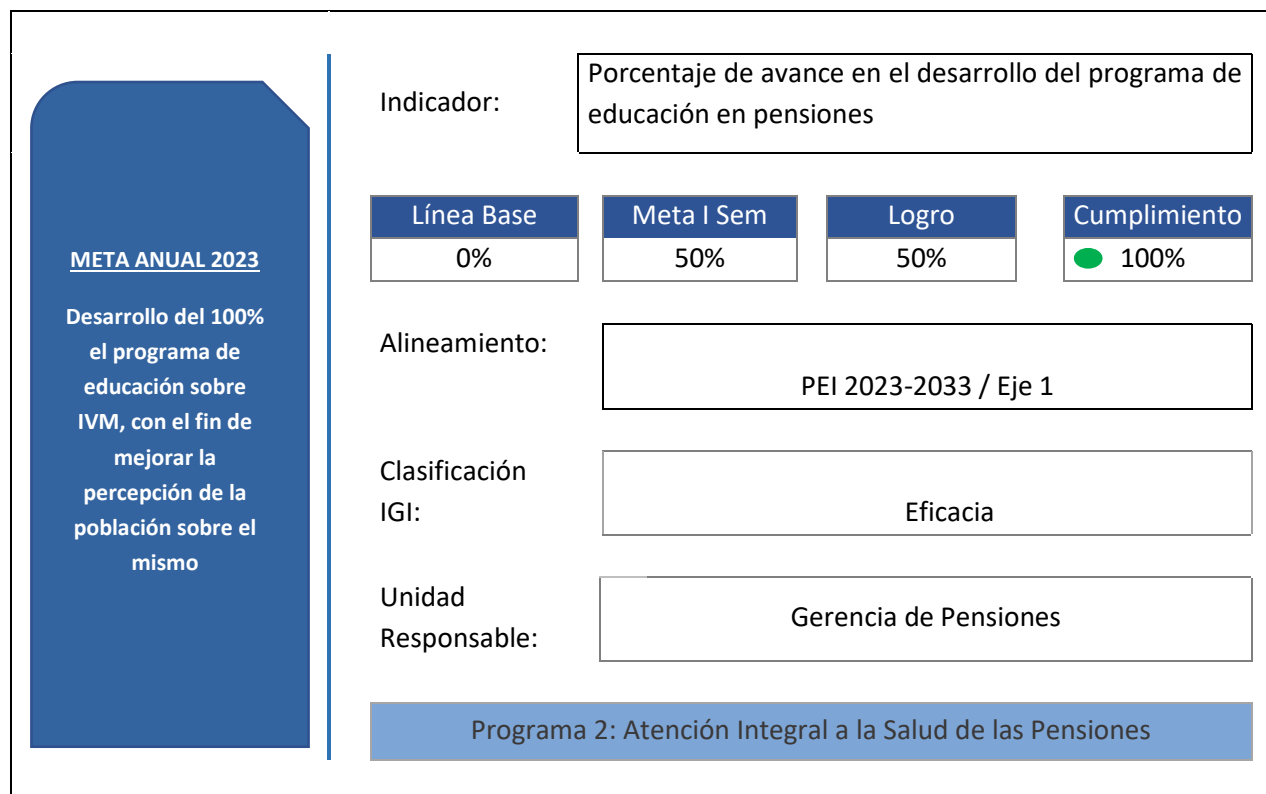 META ANUAL 2023
Desarrollo del 100%
el programa de
educación sobre
IVM, con el fin de
mejorar la
percepción de la
población sobre el
mismo
Indicador:
Porcentaje de avance en el desarrollo del programa de
educación en pensiones
Línea Base
Meta I Sem
Logro
Cumplimiento
0%
50%
50%
100%
Alineamiento:
PEI 2023-2033 / Eje 1
Clasificación
IGI:
Eficacia
Unidad
Responsable:
Gerencia de Pensiones
Programa 2: Atención Integral a la Salud de las Pensiones